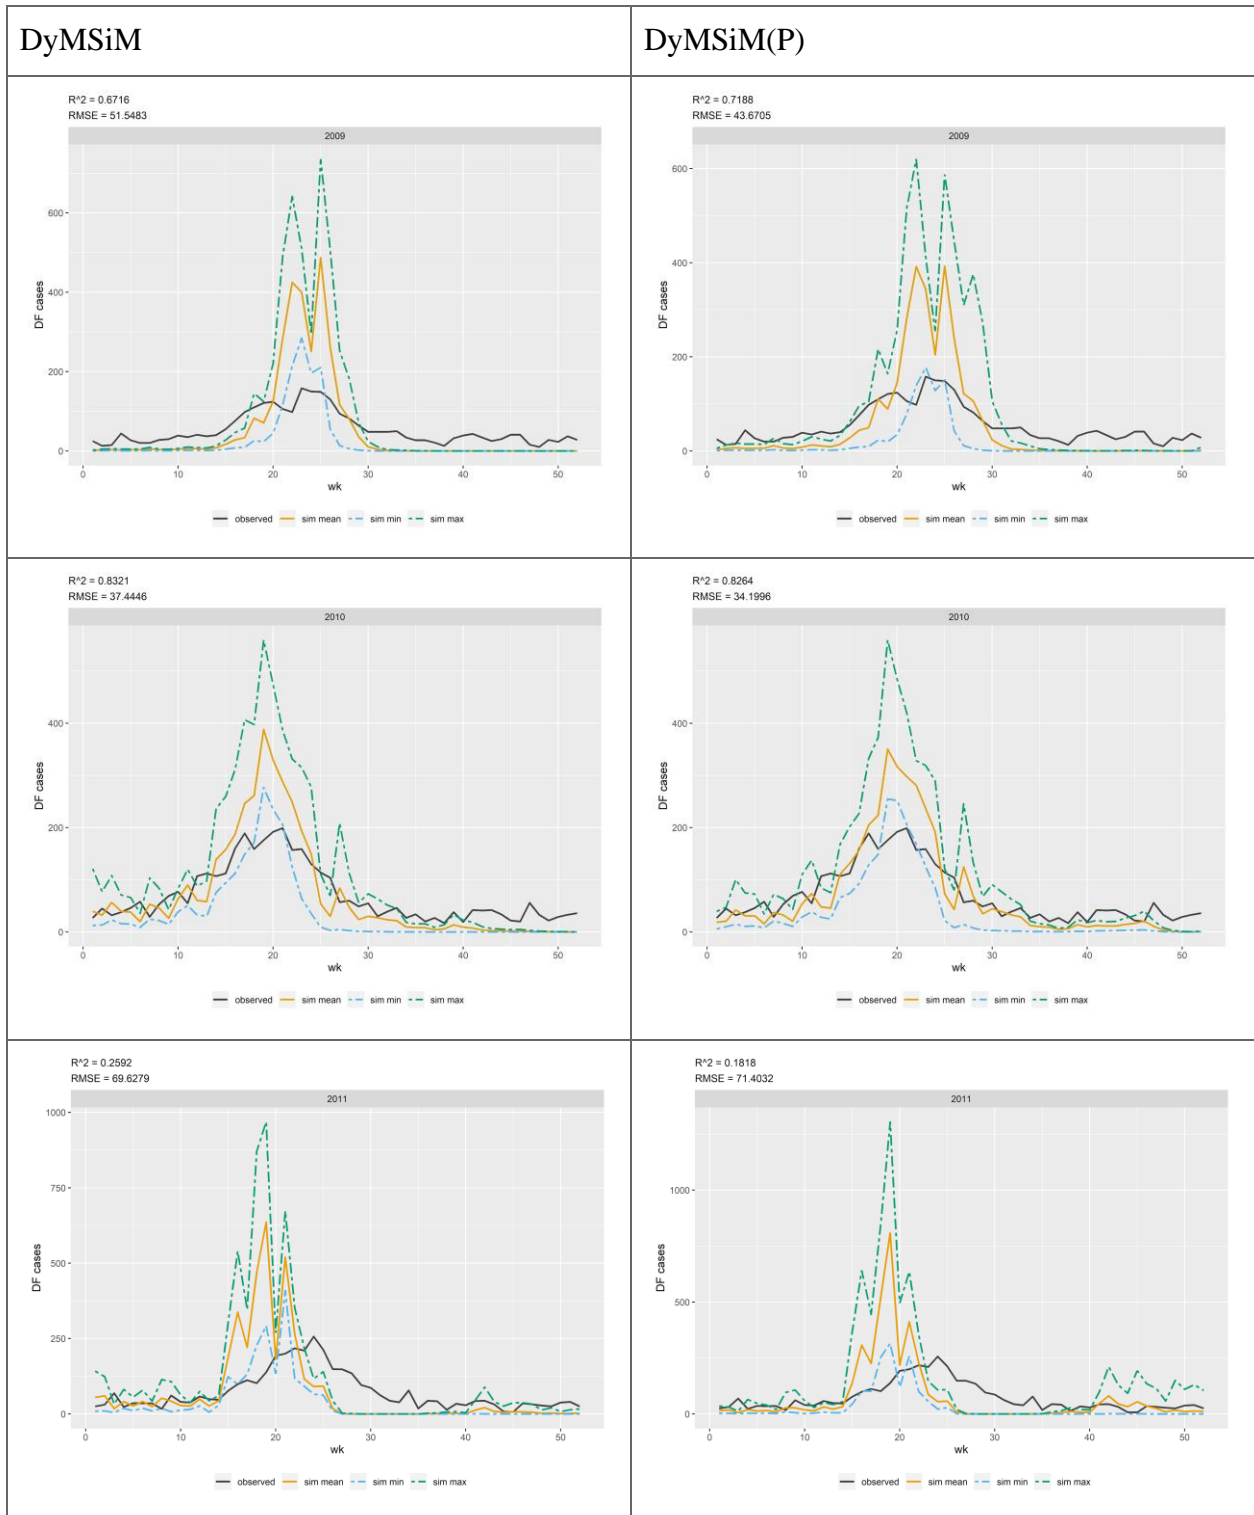 DyMSiM
DyMSiM(P)
R^2 = 0.6716
RMSE = 51.5483
2009
600
400
200
0
DF cases
0 10 20 30 40 50
wk
observed sim mean sim min sim max
R^2 = 0.7188
RMSE = 43.6705
2009
600
400
200
0
DF cases
0 10 20 30 40 50
wk
observed sim mean sim min sim max
R^2 = 0.8321
RMSE = 37.4446
2010
400
200
0
DF cases
0 10 20 30 40 50
wk
observed sim mean sim min sim max
R^2 = 0.8264
RMSE = 34.1996
2010
400
200
0
DF cases
0 10 20 30 40 50
wk
observed sim mean sim min sim max
R^2 = 0.2592
RMSE = 69.6279
2011
1000
750
500
250
0
DF cases
0 10 20 30 40 50
wk
observed sim mean sim min sim max
R^2 = 0.1818
RMSE = 71.4032
2011
1000
500
0
DF cases
0 10 20 30 40 50
wk
observed sim mean sim min sim max